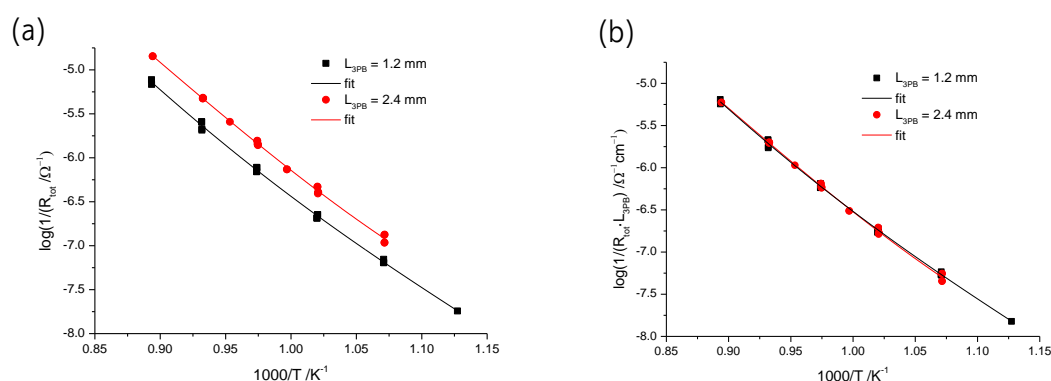 (a)
log(1/(R_tot /Ω⁻¹)
-5.0
-5.5
-6.0
-6.5
-7.0
-7.5
-8.0
0.85 0.90 0.95 1.00 1.05 1.10 1.15
1000/T /K⁻¹
L_3PB = 1.2 mm
fit
L_3PB = 2.4 mm
fit
(b)
log(1/(R_tot·L_3PB) /Ω⁻¹cm⁻¹)
-5.0
-5.5
-6.0
-6.5
-7.0
-7.5
-8.0
0.85 0.90 0.95 1.00 1.05 1.10 1.15
1000/T /K⁻¹
L_3PB = 1.2 mm
fit
L_3PB = 2.4 mm
fit